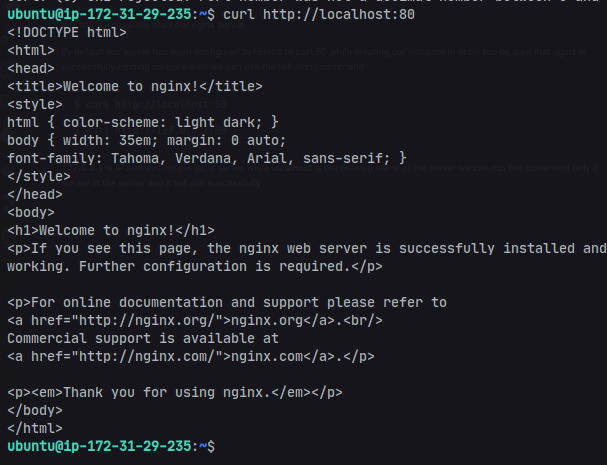 ubuntu@ip-172-31-29-235:~$ curl http://localhost:80
<!DOCTYPE html>
<html>
<head>
<title>Welcome to nginx!</title>
<style>
html { color-scheme: light dark; }
body { width: 35em; margin: 0 auto;
font-family: Tahoma, Verdana, Arial, sans-serif; }
</style>
</head>
<body>
<h1>Welcome to nginx!</h1>
<p>If you see this page, the nginx web server is successfully installed and
working. Further configuration is required.</p>

<p>For online documentation and support please refer to
<a href="http://nginx.org/">nginx.org</a>.<br/>
Commercial support is available at
<a href="http://nginx.com/">nginx.com</a>.</p>

<p><em>Thank you for using nginx.</em></p>
</body>
</html>
ubuntu@ip-172-31-29-235:~$